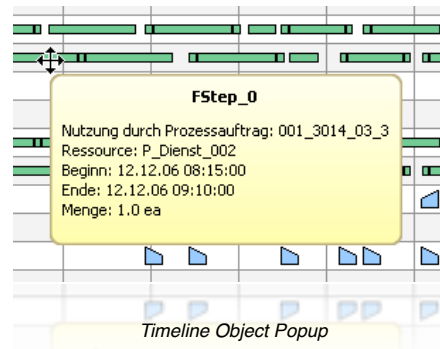 FStep_0
Nutzung durch Prozessauftrag: 001_3014_03_3
Ressource: P_Dienst_002
Beginn: 12.12.06 08:15:00
Ende: 12.12.06 09:10:00
Menge: 1.0 ea
Timeline Object Popup